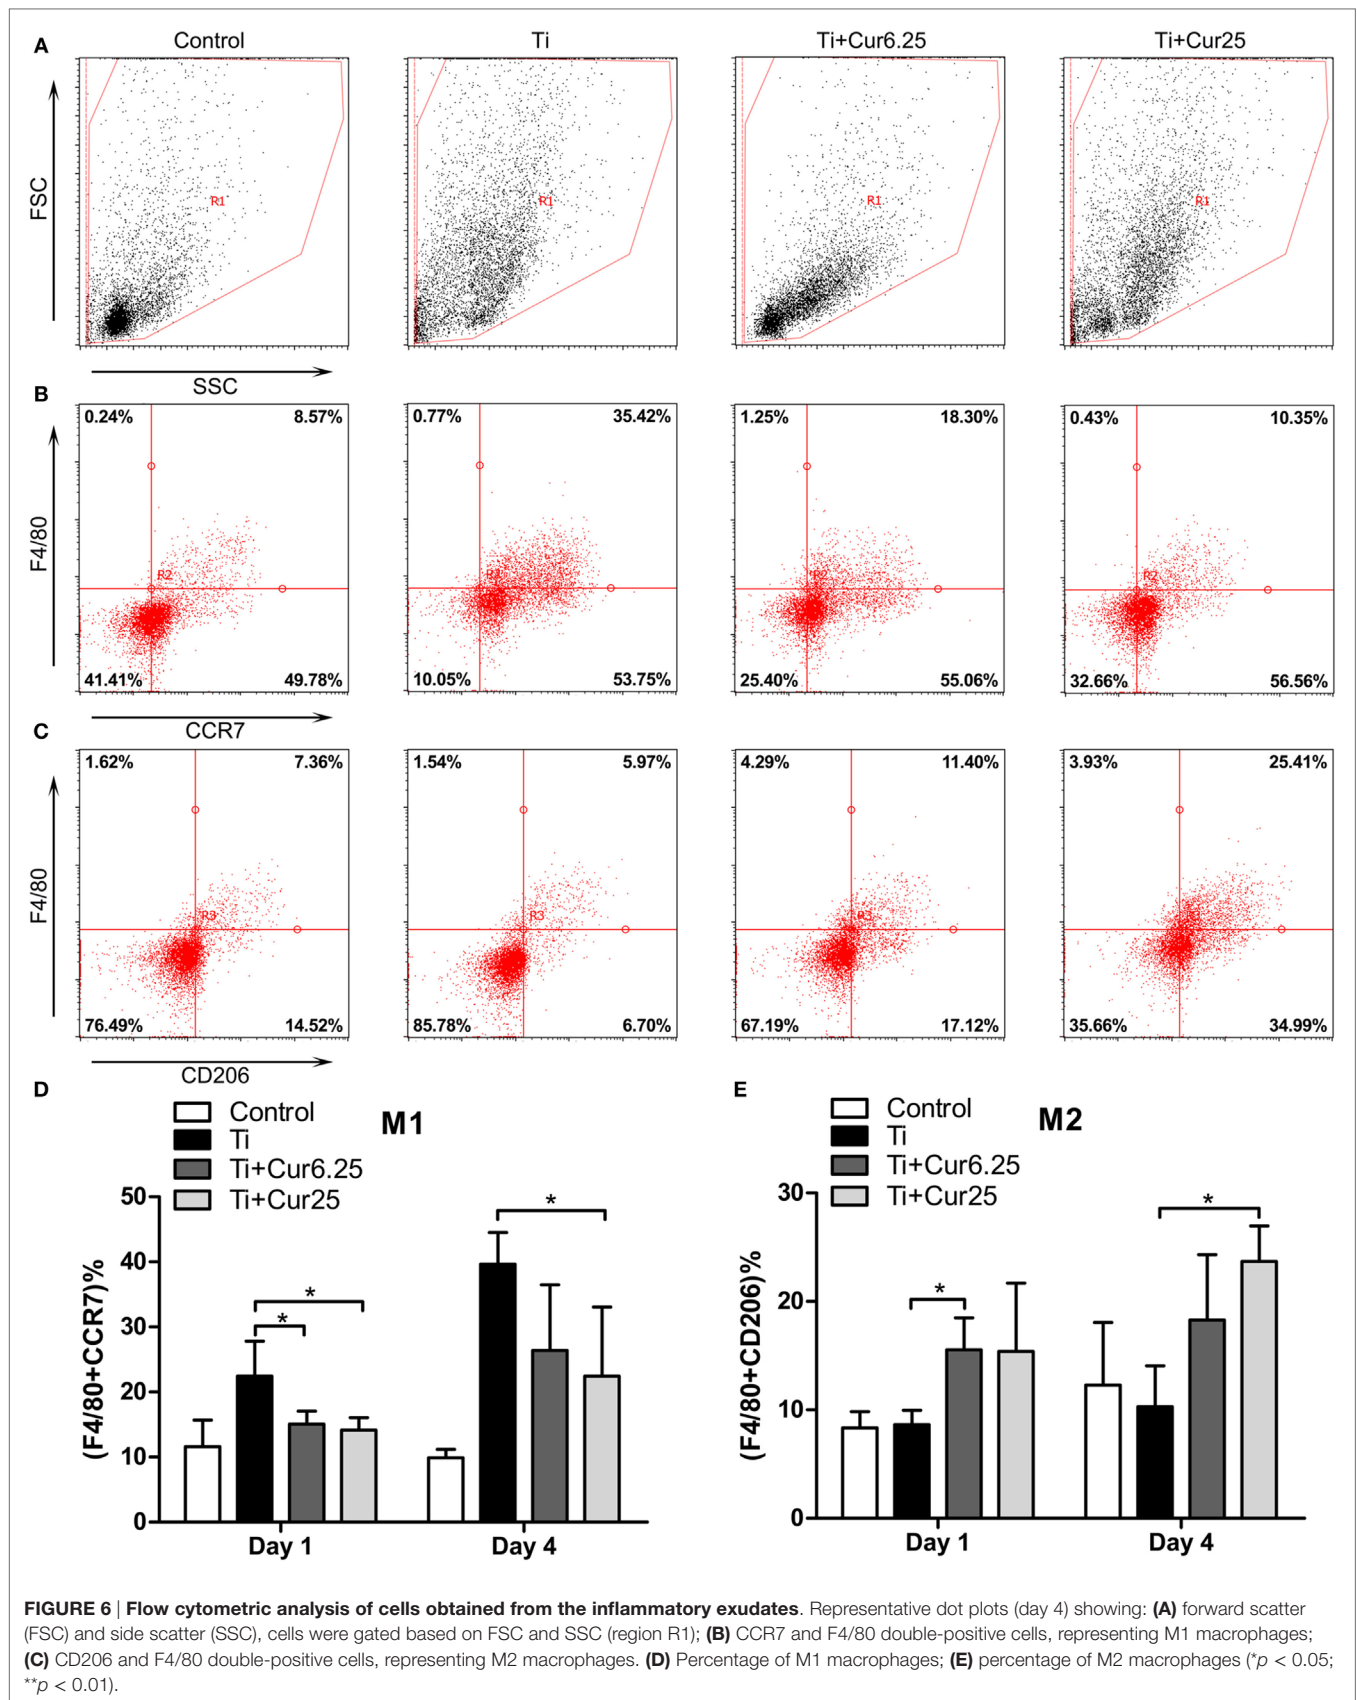 A
Control
Ti
Ti+Cur6.25
Ti+Cur25
FSC
R1
R1
R1
R1
SSC
B
0.24%
8.57%
0.77%
35.42%
1.25%
18.30%
0.43%
10.35%
F4/80
R2
R2
41.41%
49.78%
10.05%
53.75%
25.40%
55.06%
32.66%
56.56%
CCR7
C
1.62%
7.36%
1.54%
5.97%
4.29%
11.40%
3.93%
25.41%
F4/80
R3
R3
R3
76.49%
14.52%
85.78%
6.70%
67.19%
17.12%
35.66%
34.99%
CD206
D
Control
Ti
Ti+Cur6.25
Ti+Cur25
M1
(F4/80+CCR7)%
50
40
30
20
10
0
*
*
*
Day 1
Day 4
E
Control
Ti
Ti+Cur6.25
Ti+Cur25
M2
(F4/80+CD206)%
30
20
10
0
*
*
Day 1
Day 4
FIGURE 6 | Flow cytometric analysis of cells obtained from the inflammatory exudates. Representative dot plots (day 4) showing: (A) forward scatter
(FSC) and side scatter (SSC), cells were gated based on FSC and SSC (region R1); (B) CCR7 and F4/80 double-positive cells, representing M1 macrophages;
(C) CD206 and F4/80 double-positive cells, representing M2 macrophages. (D) Percentage of M1 macrophages; (E) percentage of M2 macrophages (*p < 0.05;
**p < 0.01).